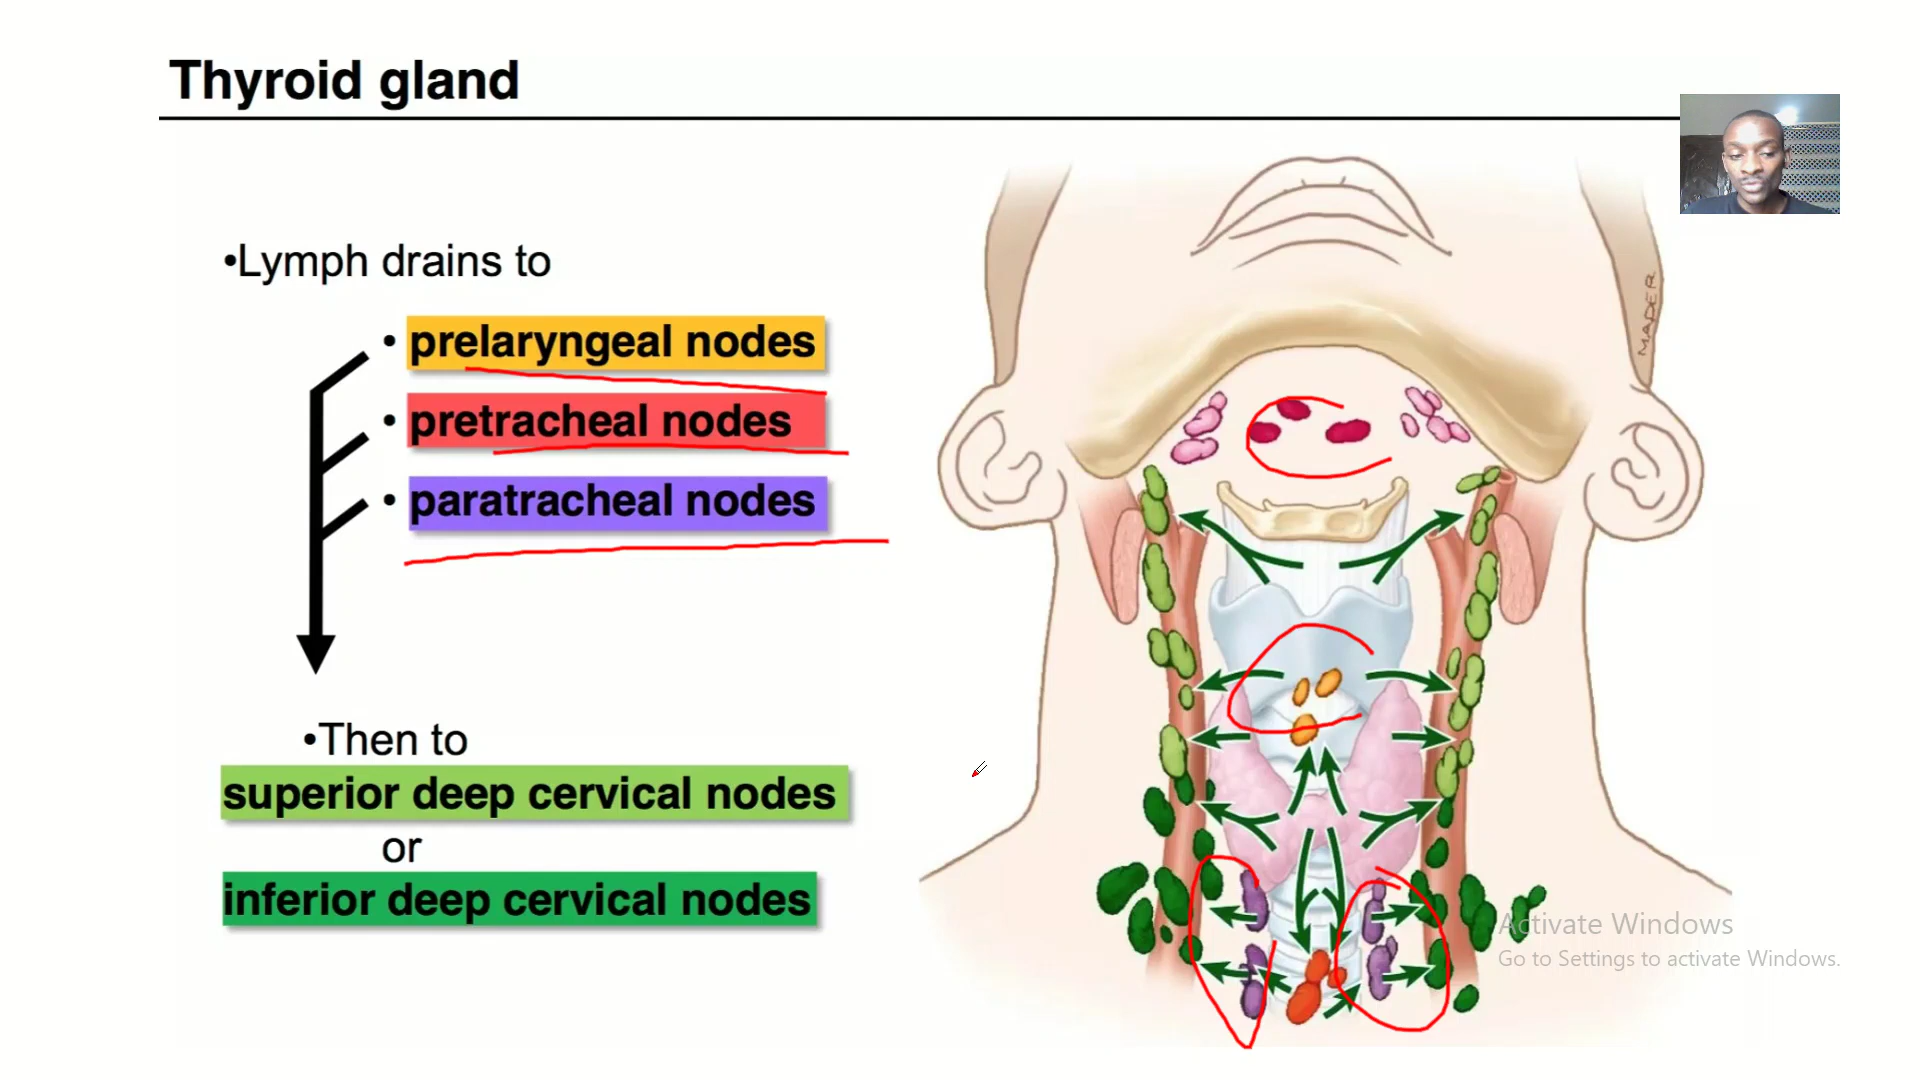 Thyroid gland
•Lymph drains to
• prelaryngeal nodes
• pretracheal nodes
• paratracheal nodes
•Then to
superior deep cervical nodes
or
inferior deep cervical nodes
MADER
Activate Windows
Go to Settings to activate Windows.